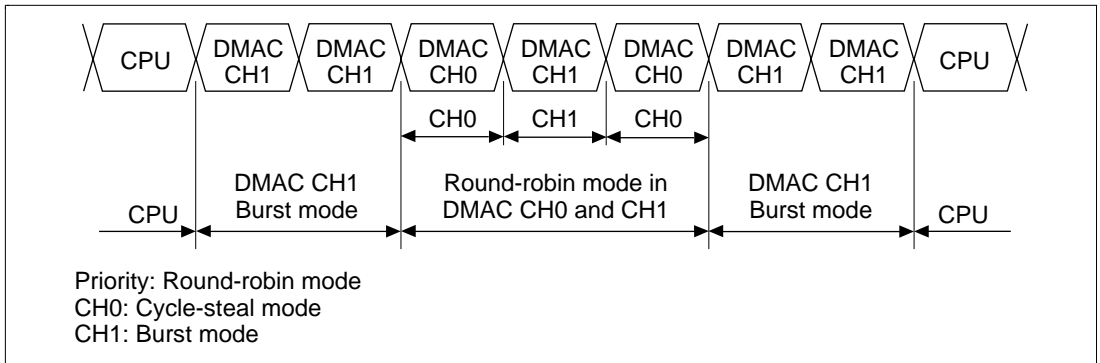 CPU DMAC CH1 DMAC CH1 DMAC CH0 DMAC CH1 DMAC CH0 DMAC CH1 DMAC CH1 CPU
CH0 CH1 CH0
CPU
DMAC CH1
Burst mode
Round-robin mode in
DMAC CH0 and CH1
DMAC CH1
Burst mode
CPU
Priority: Round-robin mode
CH0: Cycle-steal mode
CH1: Burst mode